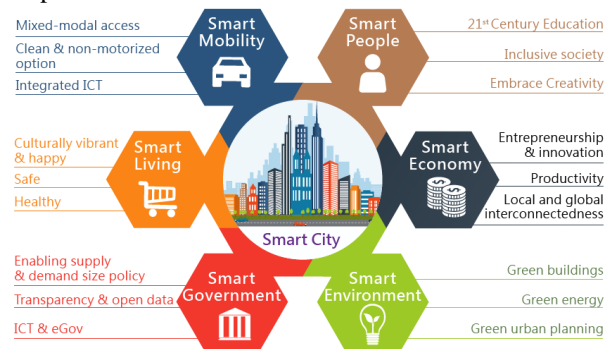 Mixed-modal access
Clean & non-motorized
option
Integrated ICT
Smart
Mobility
Smart
People
21st Century Education
Inclusive society
Embrace Creativity
Culturally vibrant
& happy
Safe
Healthy
Smart
Living
Smart
Economy
Entrepreneurship
& innovation
Productivity
Local and global
interconnectedness
Smart City
Enabling supply
& demand size policy
Transparency & open data
ICT & eGov
Smart
Government
Smart
Environment
Green buildings
Green energy
Green urban planning